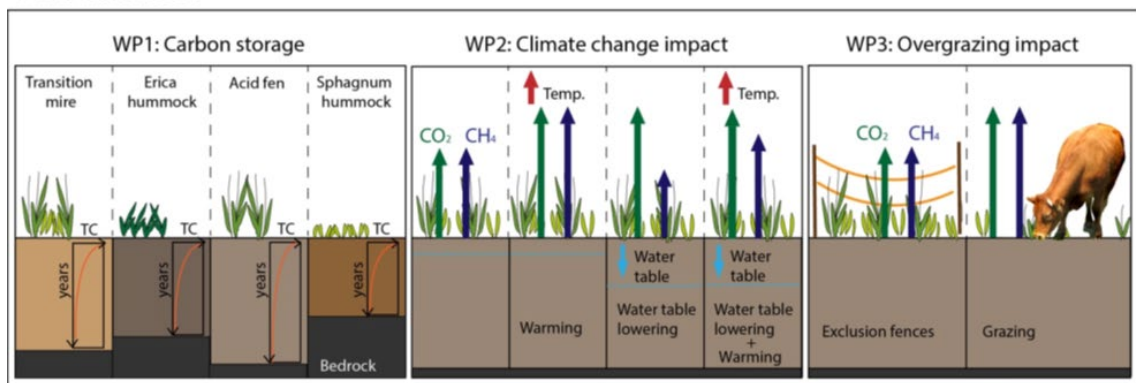 WP1: Carbon storage
Transition
mire
Erica
hummock
Acid fen
Sphagnum
hummock
TC
TC
TC
TC
years
years
years
years
Bedrock
WP2: Climate change impact
CO₂
CH₄
Temp.
Temp.
Water
table
Water
table
Warming
Water table
lowering
Water table
lowering
+
Warming
WP3: Overgrazing impact
CO₂
CH₄
Exclusion fences
Grazing